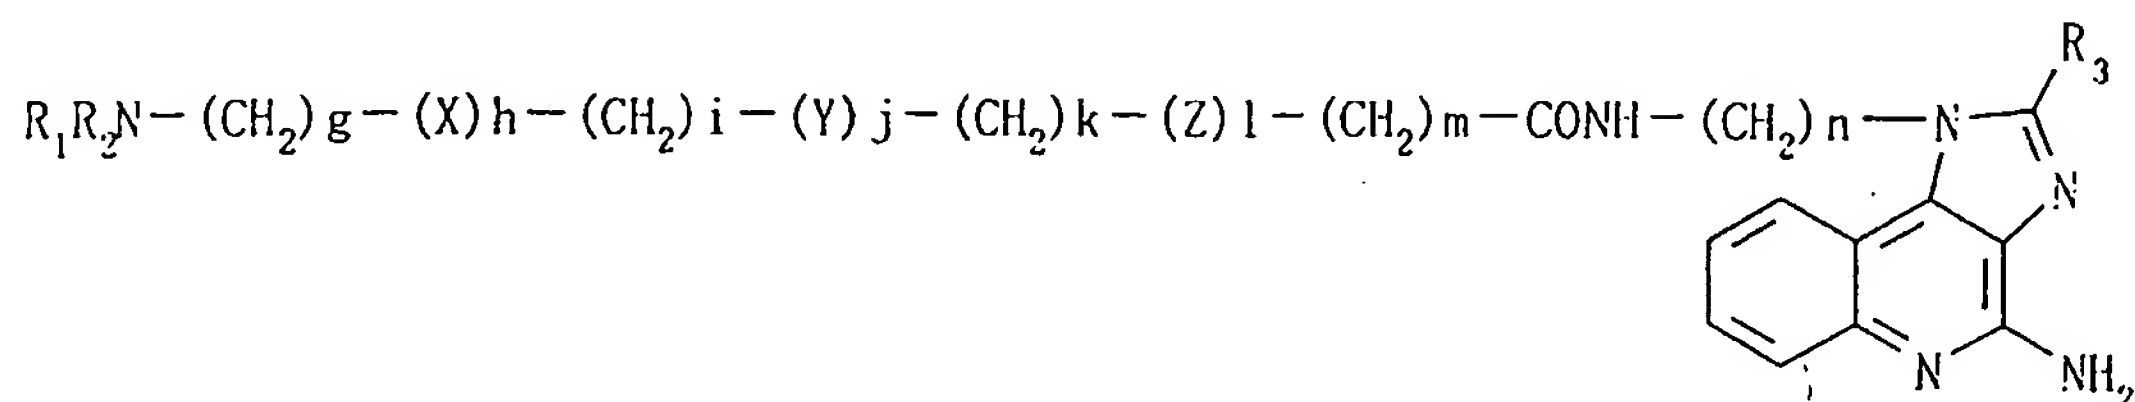 R3
R1R2N-(CH2)g-(X)h-(CH2)i-(Y)j-(CH2)k-(Z)l-(CH2)m-CONH-(CH2)n-N
N
N
NH2